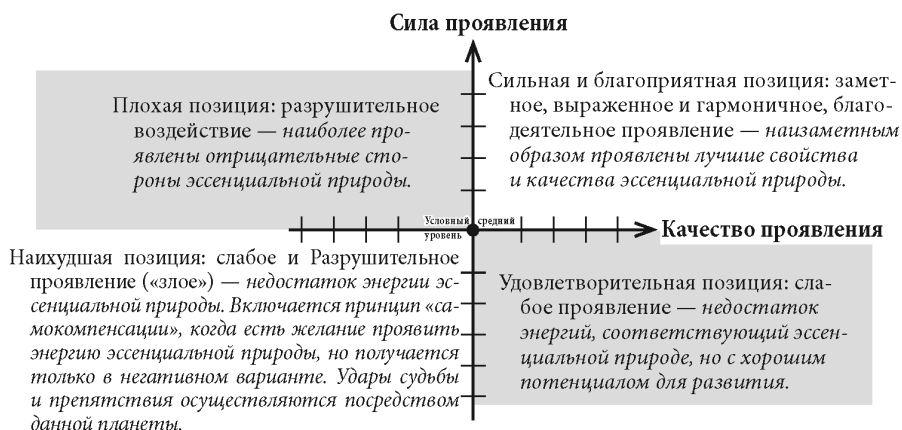 Сила проявления
Плохая позиция: разрушительное
воздействие — наиболее про-
явлены отрицательные сто-
роны эссенциальной природы.
Сильная и благоприятная позиция: замет-
ное, выраженное и гармоничное, благо-
деятельное проявление — наизаметным
образом проявлены лучшие свойства
и качества эссенциальной природы.
Условный средний
уровень
Качество проявления
Наихудшая позиция: слабое и Разрушительное
проявление («злое») — недостаток энергии эс-
сенциальной природы. Включается принцип «са-
мокомпенсации», когда есть желание проявить
энергию эссенциальной природы, но получается
только в негативном варианте. Удары судьбы
и препятствия осуществляются посредством
данной планеты.
Удовлетворительная позиция: сла-
бое проявление — недостаток
энергий, соответствующий эссен-
циальной природе, но с хорошим
потенциалом для развития.